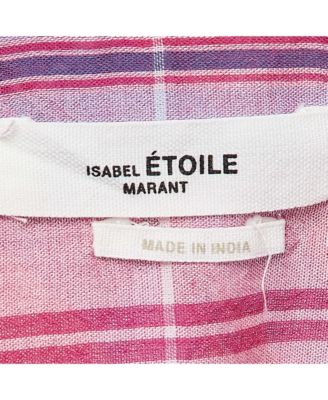 ISABEL ÉTOILE
MARANT
MADE IN INDIA